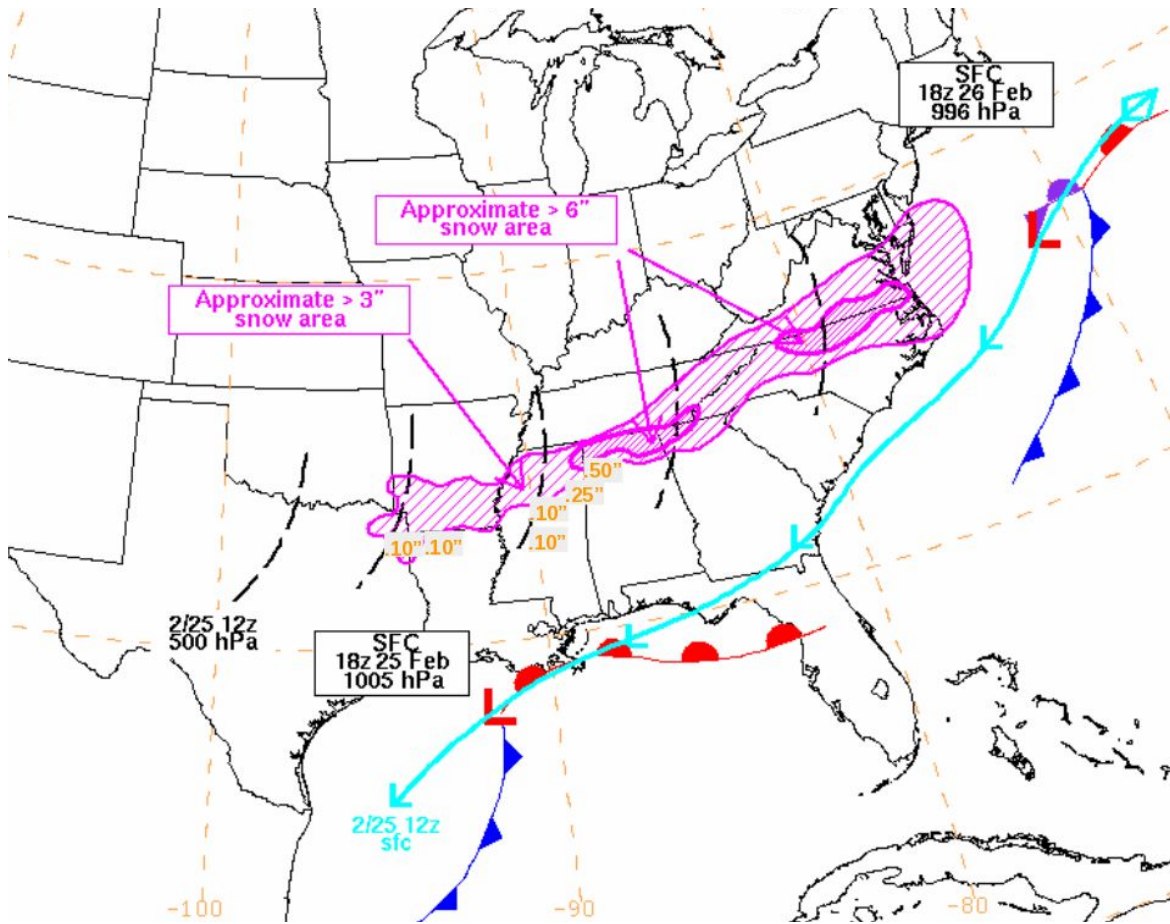 SFC
18z 26 Feb
996 hPa
Approximate > 6"
snow area
Approximate > 3"
snow area
.50"
.25"
.10"
.10" .10"
.10"
2/25 12z
500 hPa
SFC
18z 25 Feb
1005 hPa
L
L
2/25 12z
sfc
-100
-90
-80